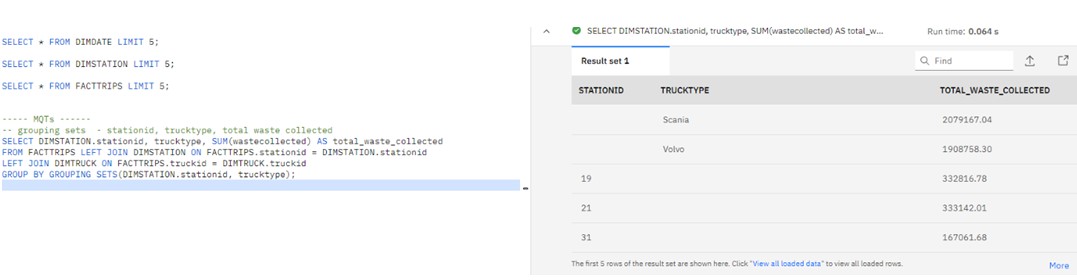 SELECT * FROM DIMDATE LIMIT 5;
SELECT * FROM DIMSTATION LIMIT 5;
SELECT * FROM FACTTRIPS LIMIT 5;
----- MQTs ------
-- grouping sets  - stationid, trucktype, total waste collected
SELECT DIMSTATION.stationid, trucktype, SUM(wastecollected) AS total_waste_collected
FROM FACTTRIPS LEFT JOIN DIMSTATION ON FACTTRIPS.stationid = DIMSTATION.stationid
LEFT JOIN DIMTRUCK ON FACTTRIPS.truckid = DIMTRUCK.truckid
GROUP BY GROUPING SETS(DIMSTATION.stationid, trucktype);
SELECT DIMSTATION.stationid, trucktype, SUM(wastecollected) AS total_w... Run time: 0.064 s
Result set 1 Find
STATIONID TRUCKTYPE TOTAL_WASTE_COLLECTED
Scania 2079167.04
Volvo 1908758.30
19 332816.78
21 333142.01
31 167061.68
The first 5 rows of the result set are shown here. Click "View all loaded data" to view all loaded rows. More